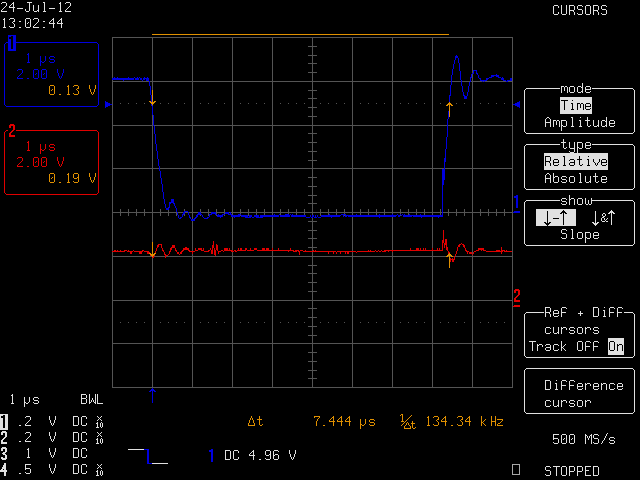 24-Jul-12
13:02:44
CURSORS
1
1 µs
2.00 V
0.13 V
2
1 µs
2.00 V
0.19 V
mode
Time
Amplitude
type
Relative
Absolute
show
↓-↑ ↓&↑
Slope
1
2
Ref + Diff
cursors
Track OFF On
Difference
cursor
1 µs BWL
1 .2 V DC X10
2 .2 V DC X10
3 1 V DC
4 .5 V DC X10
Δt 7.444 µs 1/Δt 134.34 kHz
1 DC 4.96 V
500 MS/s
STOPPED